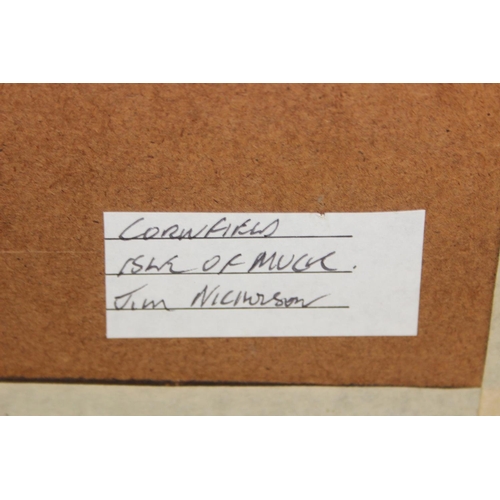 CORNFIELD
ISLE OF MUCK.
Jim NICHOLSON